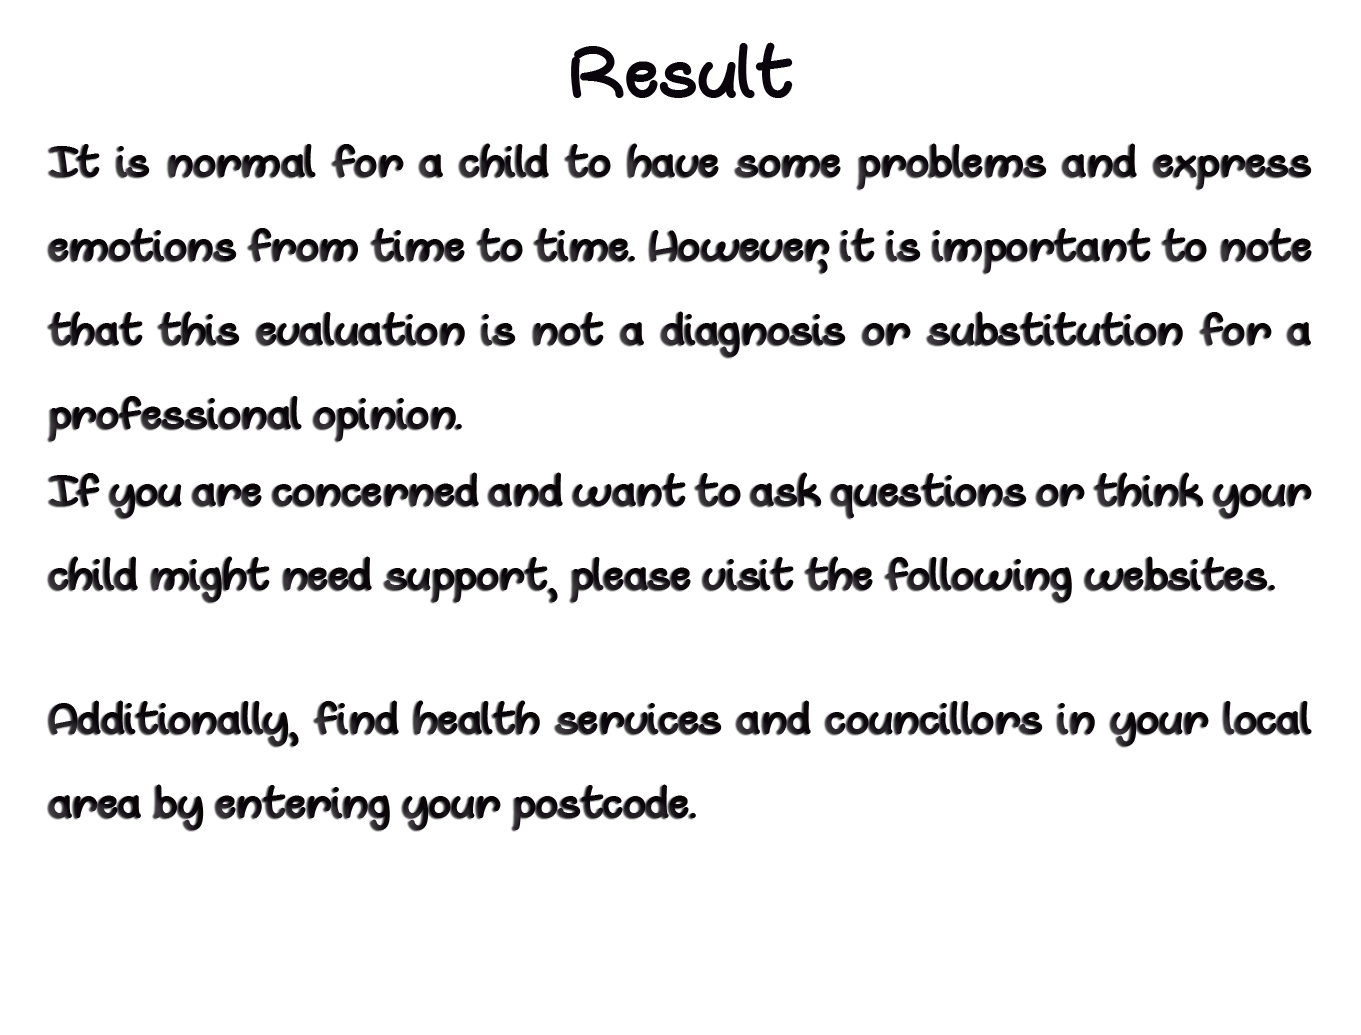 Result
It is normal for a child to have some problems and express
emotions from time to time. However, it is important to note
that this evaluation is not a diagnosis or substitution for a
professional opinion.
If you are concerned and want to ask questions or think your
child might need support, please visit the following websites.
Additionally, find health services and councillors in your local
area by entering your postcode.